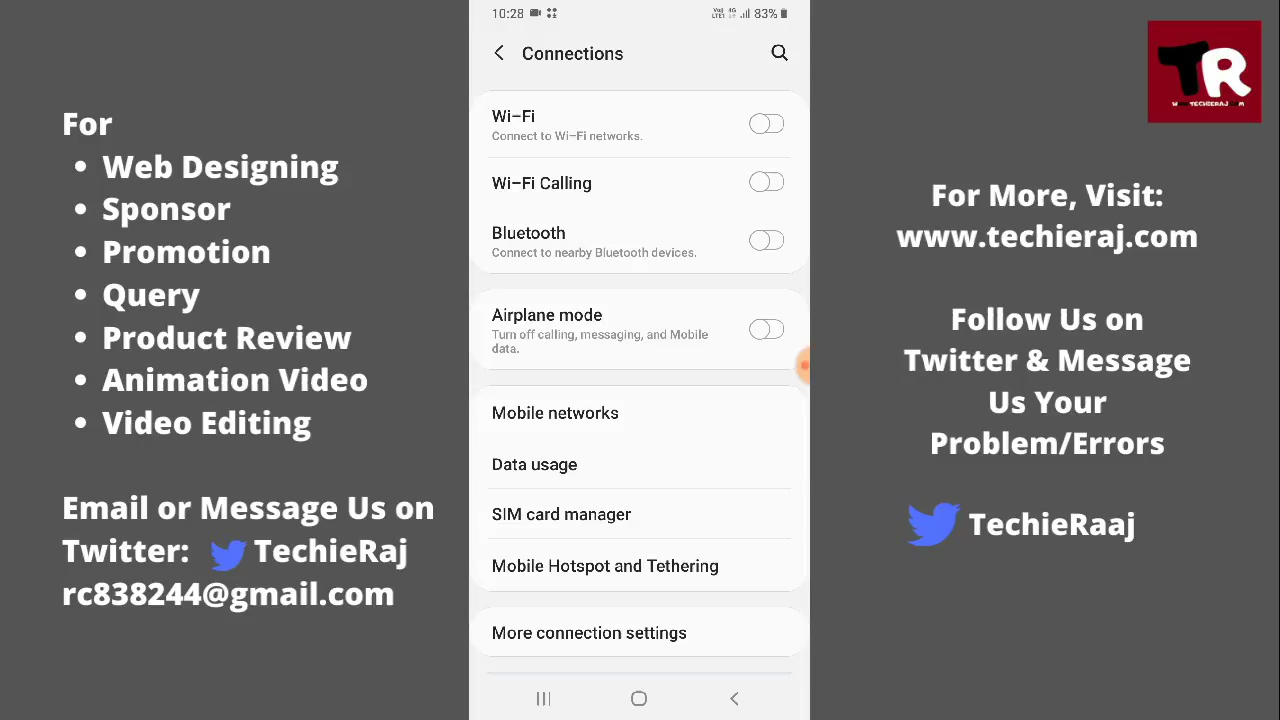 For
• Web Designing
• Sponsor
• Promotion
• Query
• Product Review
• Animation Video
• Video Editing
Email or Message Us on
Twitter: TechieRaj
rc838244@gmail.com
10:28 83%
Connections
Wi-Fi
Connect to Wi-Fi networks.
Wi-Fi Calling
Bluetooth
Connect to nearby Bluetooth devices.
Airplane mode
Turn off calling, messaging, and Mobile
data.
Mobile networks
Data usage
SIM card manager
Mobile Hotspot and Tethering
More connection settings
TR
For More, Visit:
www.techieraj.com
Follow Us on
Twitter & Message
Us Your
Problem/Errors
TechieRaaj